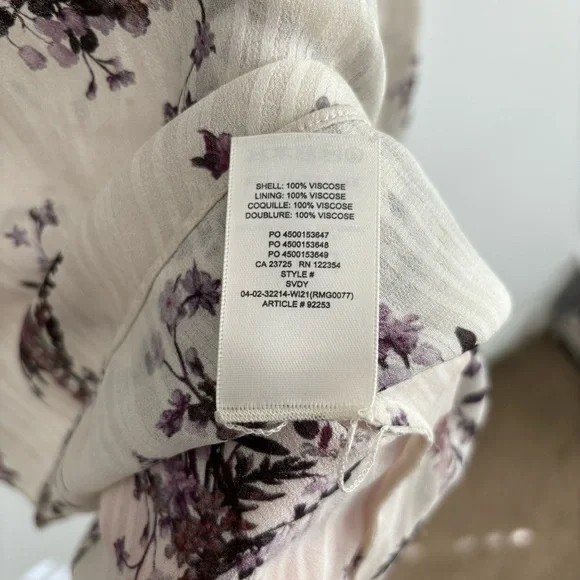 SHELL: 100% VISCOSE
LINING: 100% VISCOSE
COQUILLE: 100% VISCOSE
DOUBLURE: 100% VISCOSE
PO 4500153647
PO 4500153648
PO 4500153649
CA 23725 RN 122354
STYLE #
SVDY
04-02-32214-WI21(RMG0077)
ARTICLE # 92253